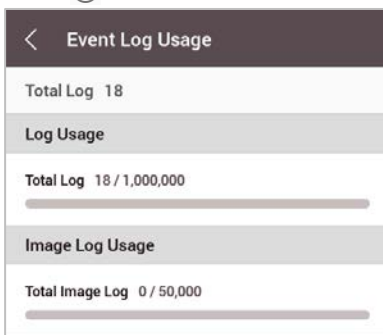 Event Log Usage
Total Log 18
Log Usage
Total Log 18 / 1,000,000
Image Log Usage
Total Image Log 0 / 50,000